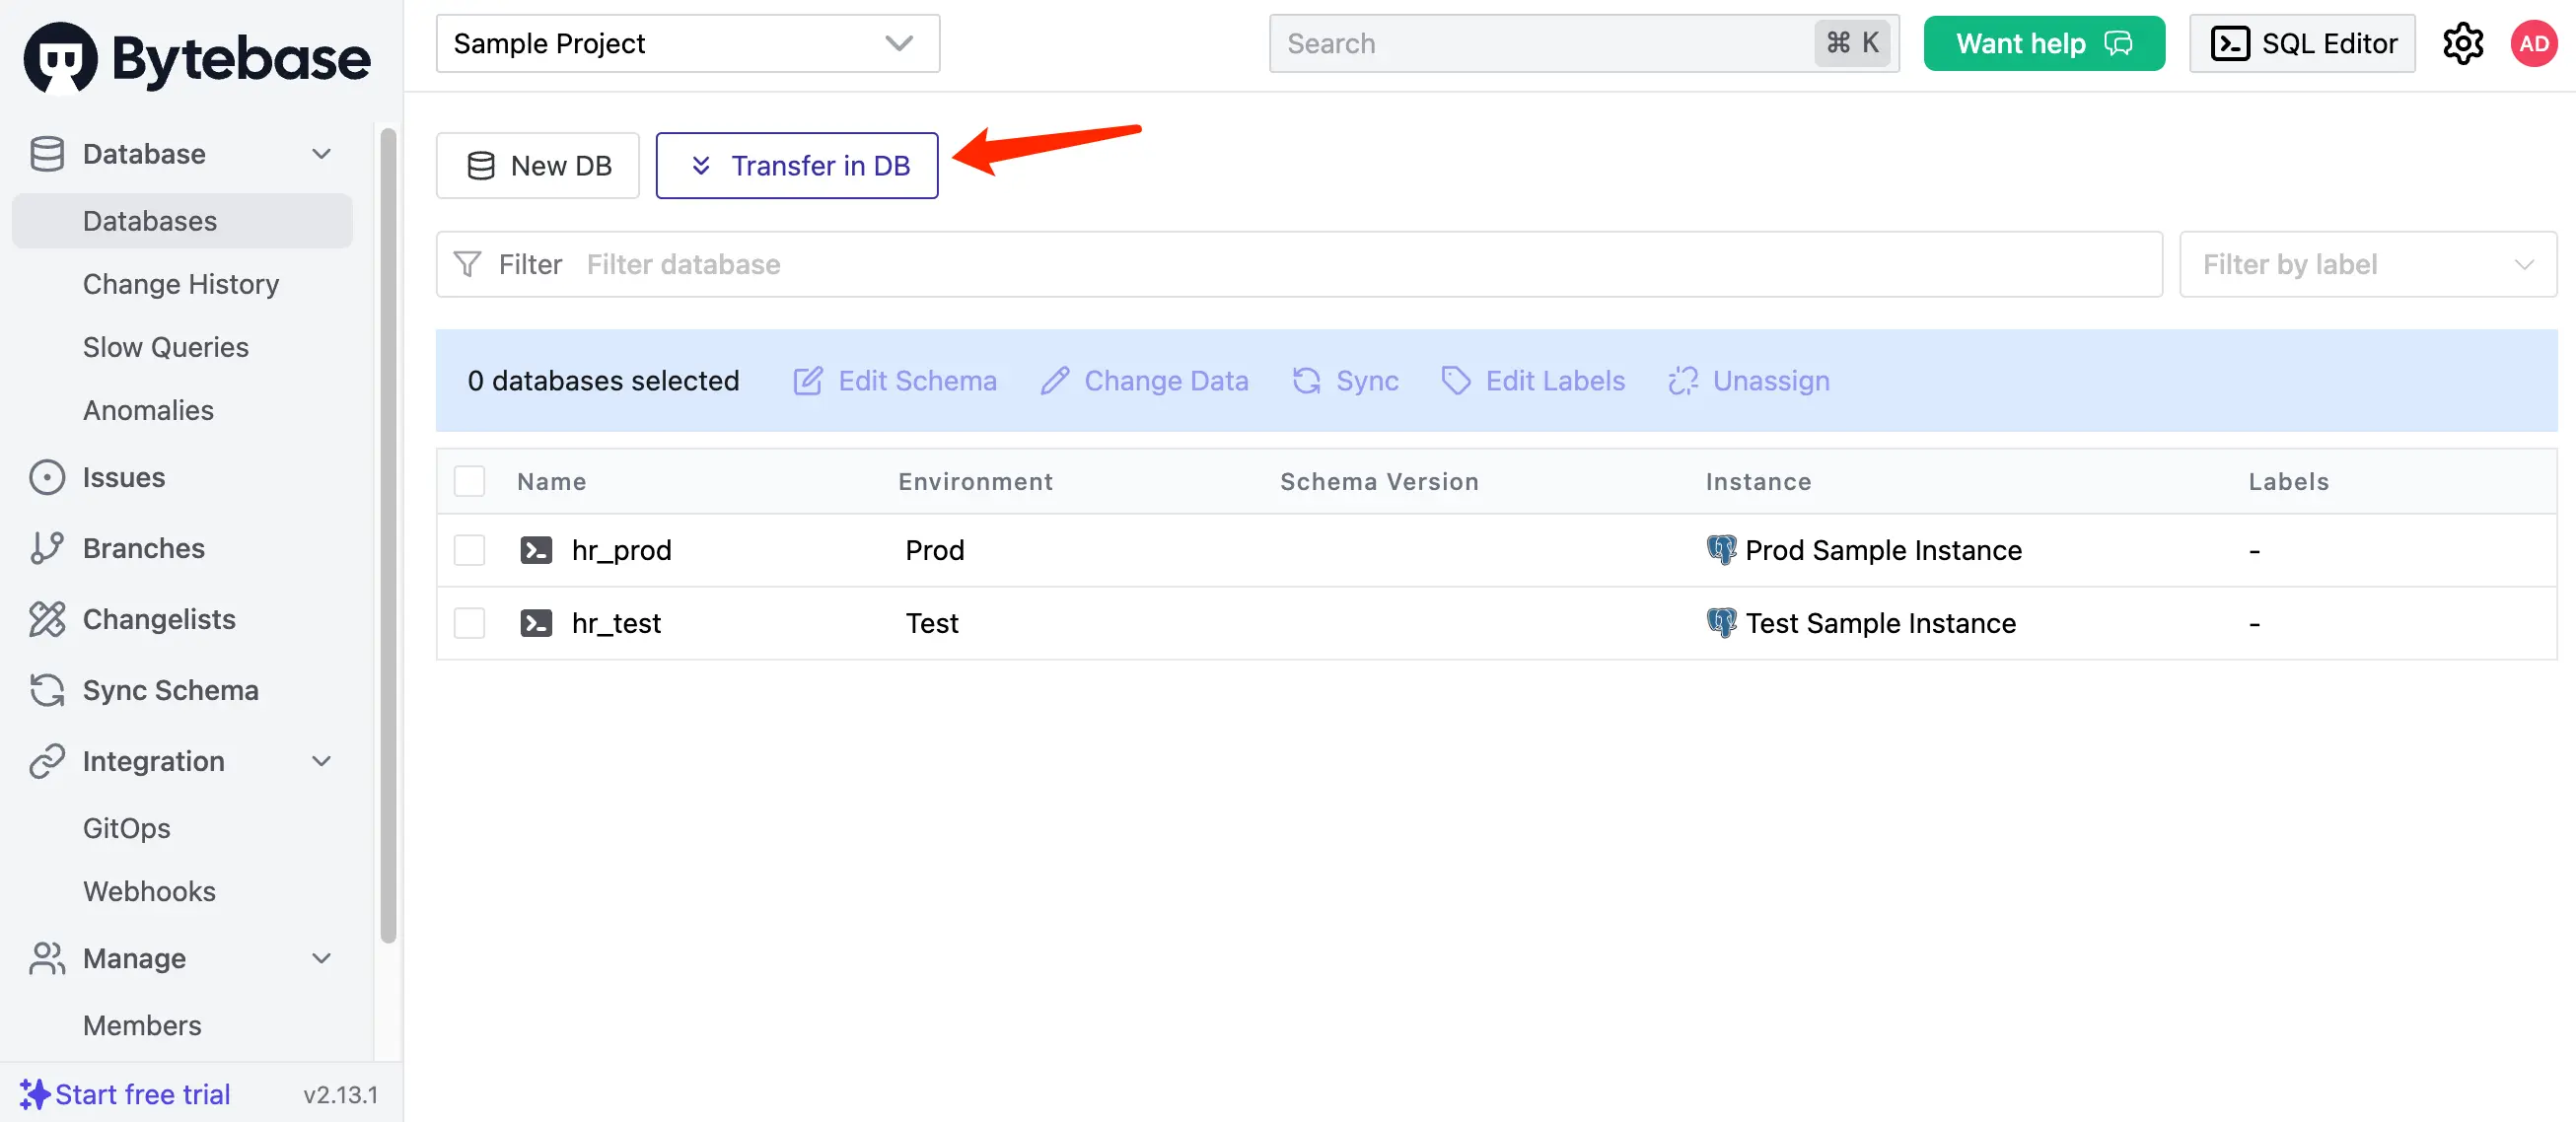 Bytebase
Sample Project
Search ⌘ K
Want help
SQL Editor
AD
Database
Databases
Change History
Slow Queries
Anomalies
Issues
Branches
Changelists
Sync Schema
Integration
GitOps
Webhooks
Manage
Members
Start free trial v2.13.1
New DB
Transfer in DB
Filter Filter database
Filter by label
0 databases selected Edit Schema Change Data Sync Edit Labels Unassign
Name Environment Schema Version Instance Labels
hr_prod Prod Prod Sample Instance -
hr_test Test Test Sample Instance -